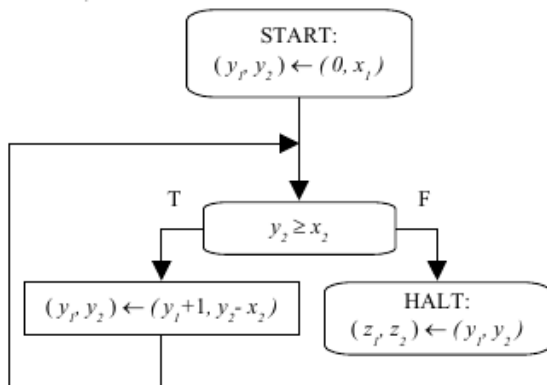 START:
(y₁, y₂) ← (0, x₁)
T
F
y₂ ≥ x₂
(y₁, y₂) ← (y₁+1, y₂- x₂)
HALT:
(z₁, z₂) ← (y₁, y₂)